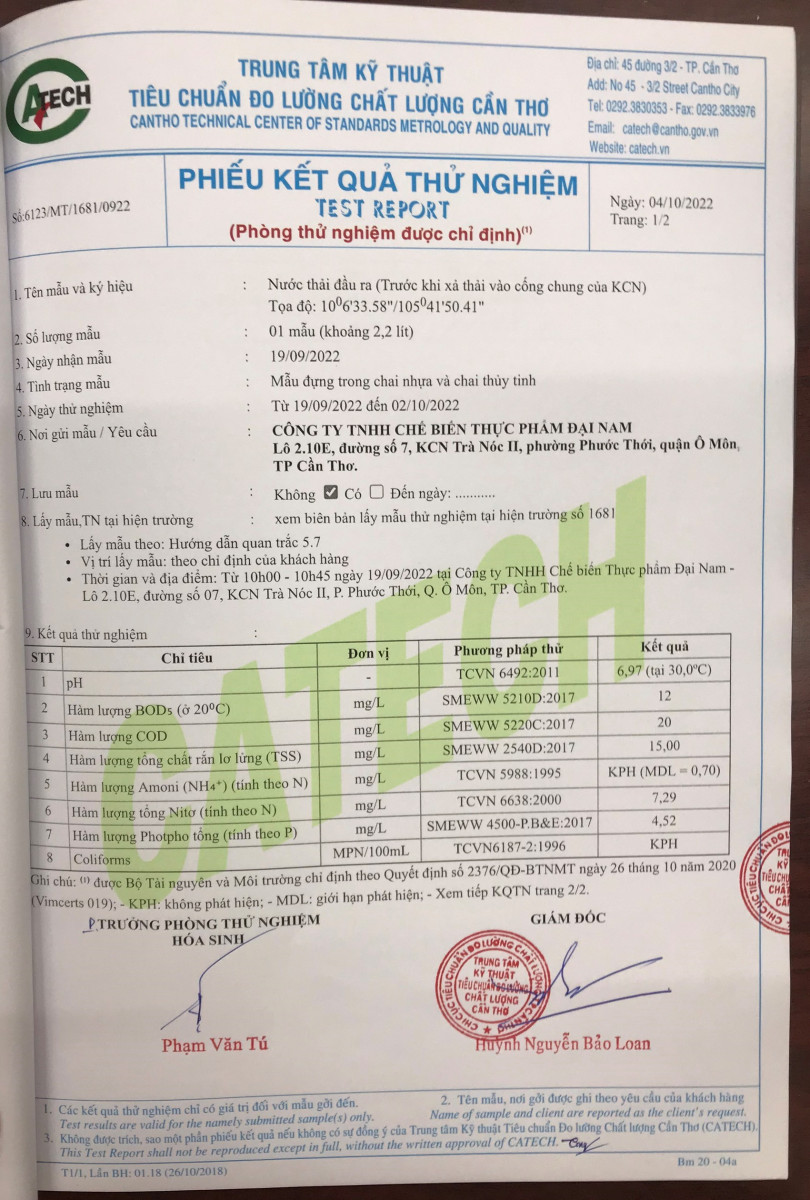 CATECH
TRUNG TÂM KỸ THUẬT
TIÊU CHUẨN ĐO LƯỜNG CHẤT LƯỢNG CẦN THƠ
CANTHO TECHNICAL CENTER OF STANDARDS METROLOGY AND QUALITY
Địa chỉ: 45 đường 3/2 - TP. Cần Thơ
Add: No 45 - 3/2 Street Cantho City
Tel: 0292.3830353 - Fax: 0292.3833976
Email: catech@cantho.gov.vn
Website: catech.vn
Số:6123/MT/1681/0922
PHIẾU KẾT QUẢ THỬ NGHIỆM
TEST REPORT
(Phòng thử nghiệm được chỉ định)(1)
Ngày: 04/10/2022
Trang: 1/2
1. Tên mẫu và ký hiệu : Nước thải đầu ra (Trước khi xả thải vào cống chung của KCN)
Tọa độ: 10⁰6'33.58"/105⁰41'50.41"
2. Số lượng mẫu : 01 mẫu (khoảng 2,2 lít)
3. Ngày nhận mẫu : 19/09/2022
4. Tình trạng mẫu : Mẫu đựng trong chai nhựa và chai thủy tinh
5. Ngày thử nghiệm : Từ 19/09/2022 đến 02/10/2022
6. Nơi gửi mẫu / Yêu cầu : CÔNG TY TNHH CHẾ BIẾN THỰC PHẨM ĐẠI NAM
Lô 2.10E, đường số 7, KCN Trà Nóc II, phường Phước Thới, quận Ô Môn,
TP Cần Thơ.
7. Lưu mẫu : Không ☑ Có ☐ Đến ngày: ...........
8. Lấy mẫu,TN tại hiện trường : xem biên bản lấy mẫu thử nghiệm tại hiện trường số 1681
• Lấy mẫu theo: Hướng dẫn quan trắc 5.7
• Vị trí lấy mẫu: theo chỉ định của khách hàng
• Thời gian và địa điểm: Từ 10h00 - 10h45 ngày 19/09/2022 tại Công ty TNHH Chế biến Thực phẩm Đại Nam -
Lô 2.10E, đường số 07, KCN Trà Nóc II, P. Phước Thới, Q. Ô Môn, TP. Cần Thơ.
9. Kết quả thử nghiệm :
STT Chỉ tiêu Đơn vị Phương pháp thử Kết quả
1 pH - TCVN 6492:2011 6,97 (tại 30,0⁰C)
2 Hàm lượng BOD₅ (ở 20⁰C) mg/L SMEWW 5210D:2017 12
3 Hàm lượng COD mg/L SMEWW 5220C:2017 20
4 Hàm lượng tổng chất rắn lơ lửng (TSS) mg/L SMEWW 2540D:2017 15,00
5 Hàm lượng Amoni (NH₄⁺) (tính theo N) mg/L TCVN 5988:1995 KPH (MDL = 0,70)
6 Hàm lượng tổng Nitơ (tính theo N) mg/L TCVN 6638:2000 7,29
7 Hàm lượng Photpho tổng (tính theo P) mg/L SMEWW 4500-P.B&E:2017 4,52
8 Coliforms MPN/100mL TCVN6187-2:1996 KPH
CATECH
Ghi chú: (1) được Bộ Tài nguyên và Môi trường chỉ định theo Quyết định số 2376/QĐ-BTNMT ngày 26 tháng 10 năm 2020
(Vimcerts 019); - KPH: không phát hiện; - MDL: giới hạn phát hiện; - Xem tiếp KQTN trang 2/2.
P.TRƯỞNG PHÒNG THỬ NGHIỆM
HÓA SINH
GIÁM ĐỐC
CHI CỤC TIÊU CHUẨN ĐO LƯỜNG CHẤT LƯỢNG
TRUNG TÂM
KỸ THUẬT
TIÊU CHUẨN ĐO LƯỜNG
CHẤT LƯỢNG
CẦN THƠ
Phạm Văn Tú
Huỳnh Nguyễn Bảo Loan
1. Các kết quả thử nghiệm chỉ có giá trị đối với mẫu gởi đến.
Test results are valid for the namely submitted sample(s) only.
2. Tên mẫu, nơi gởi được ghi theo yêu cầu của khách hàng
Name of sample and client are reported as the client's request.
3. Không được trích, sao một phần phiếu kết quả nếu không có sự đồng ý của Trung tâm Kỹ thuật Tiêu chuẩn Đo lường Chất lượng Cần Thơ (CATECH).
This Test Report shall not be reproduced except in full, without the written approval of CATECH.
T1/1, Lần BH: 01.18 (26/10/2018)
Bm 20 - 04a